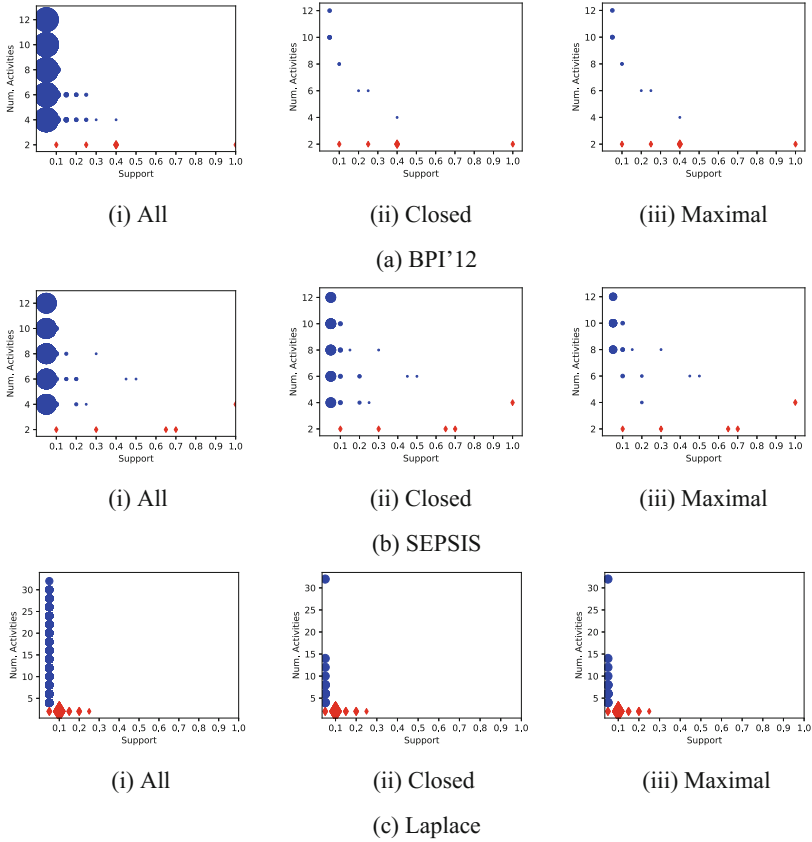 12
10
8
6
4
2
Num. Activities
0.1 0.2 0.3 0.4 0.5 0.6 0.7 0.8 0.9 1.0
Support
(i) All
12
10
8
6
4
2
Num. Activities
0.1 0.2 0.3 0.4 0.5 0.6 0.7 0.8 0.9 1.0
Support
(ii) Closed
12
10
8
6
4
2
Num. Activities
0.1 0.2 0.3 0.4 0.5 0.6 0.7 0.8 0.9 1.0
Support
(iii) Maximal
(a) BPI’12
12
10
8
6
4
2
Num. Activities
0.1 0.2 0.3 0.4 0.5 0.6 0.7 0.8 0.9 1.0
Support
(i) All
12
10
8
6
4
2
Num. Activities
0.1 0.2 0.3 0.4 0.5 0.6 0.7 0.8 0.9 1.0
Support
(ii) Closed
12
10
8
6
4
2
Num. Activities
0.1 0.2 0.3 0.4 0.5 0.6 0.7 0.8 0.9 1.0
Support
(iii) Maximal
(b) SEPSIS
30
25
20
15
10
5
Num. Activities
0.1 0.2 0.3 0.4 0.5 0.6 0.7 0.8 0.9 1.0
Support
(i) All
30
25
20
15
10
5
Num. Activities
0.1 0.2 0.3 0.4 0.5 0.6 0.7 0.8 0.9 1.0
Support
(ii) Closed
30
25
20
15
10
5
Num. Activities
0.1 0.2 0.3 0.4 0.5 0.6 0.7 0.8 0.9 1.0
Support
(iii) Maximal
(c) Laplace